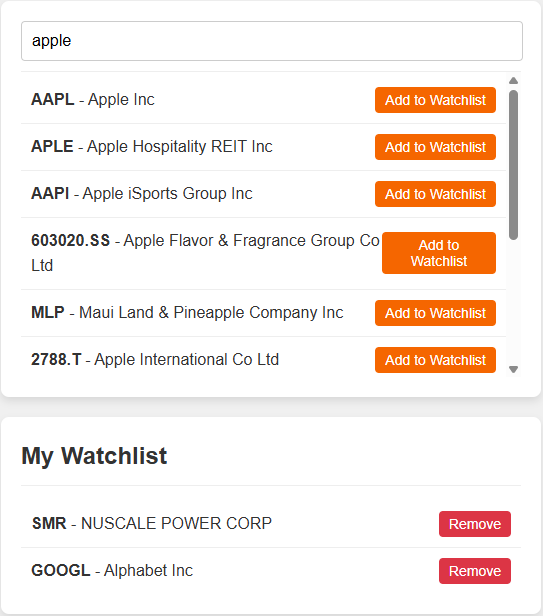 apple
AAPL - Apple Inc Add to Watchlist
APLE - Apple Hospitality REIT Inc Add to Watchlist
AAPI - Apple iSports Group Inc Add to Watchlist
603020.SS - Apple Flavor & Fragrance Group Co
Ltd
Add to
Watchlist
MLP - Maui Land & Pineapple Company Inc Add to Watchlist
2788.T - Apple International Co Ltd Add to Watchlist
My Watchlist
SMR - NUSCALE POWER CORP Remove
GOOGL - Alphabet Inc Remove